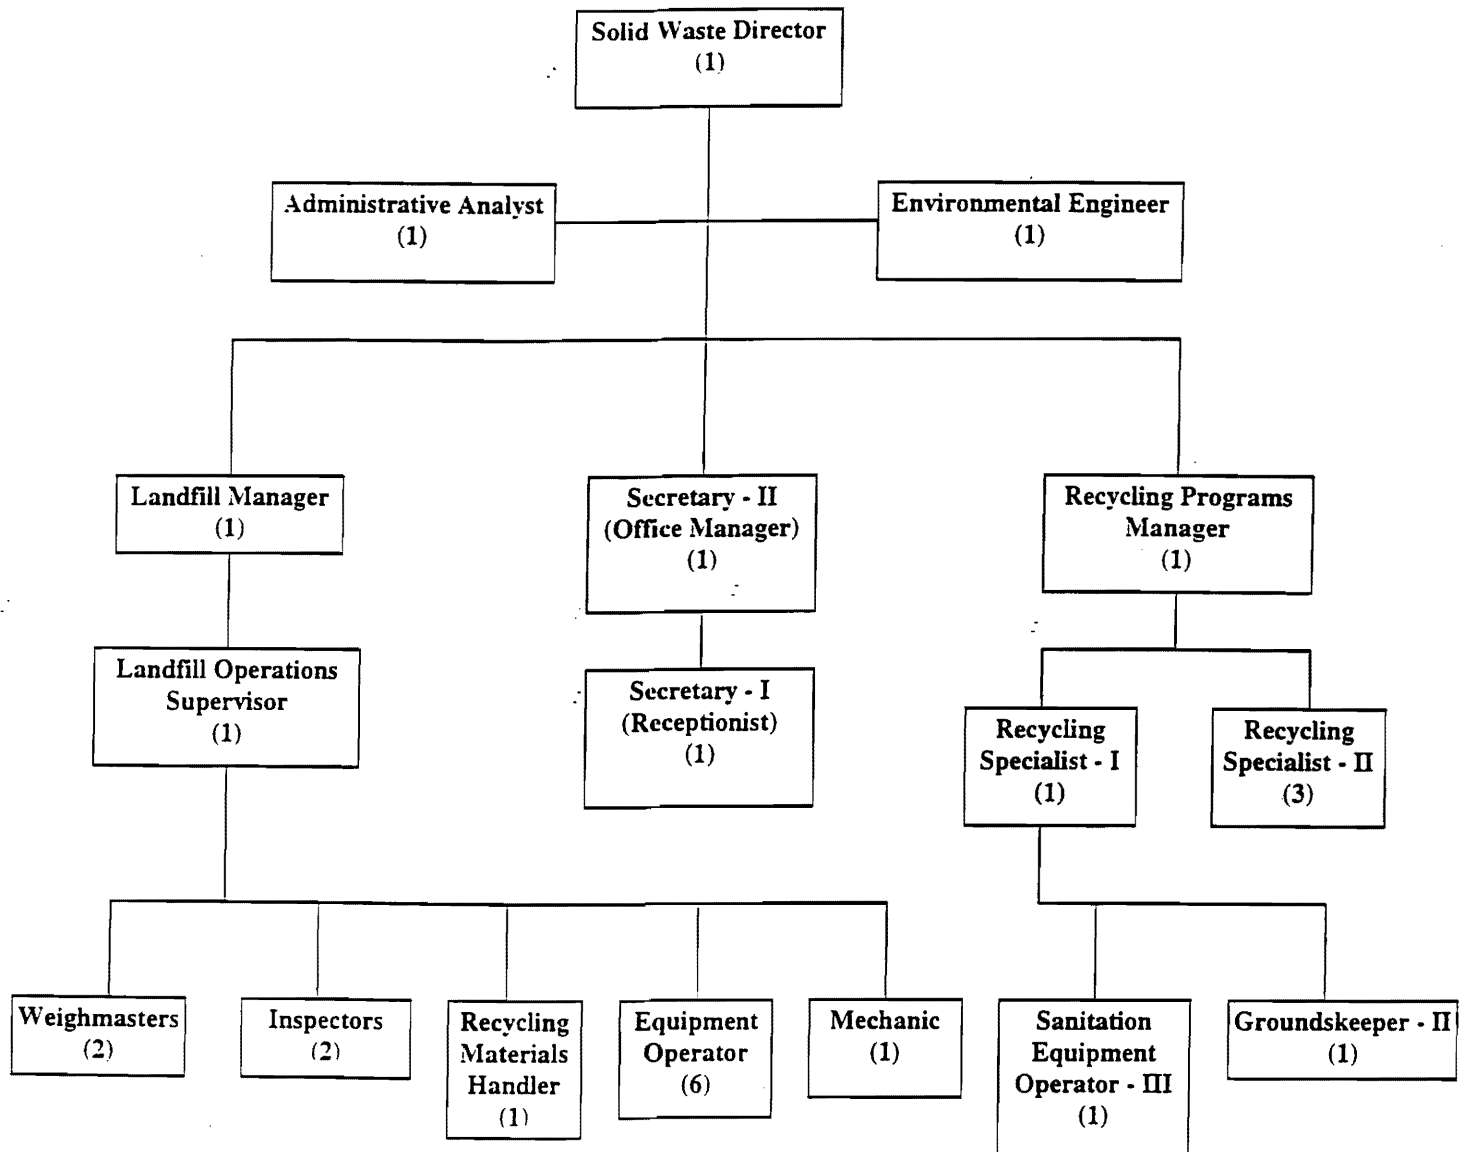 Solid Waste Director
(1)
Administrative Analyst
(1)
Environmental Engineer
(1)
Landfill Manager
(1)
Secretary - II
(Office Manager)
(1)
Recycling Programs
Manager
(1)
Landfill Operations
Supervisor
(1)
Secretary - I
(Receptionist)
(1)
Recycling
Specialist - I
(1)
Recycling
Specialist - II
(3)
Weighmasters
(2)
Inspectors
(2)
Recycling
Materials
Handler
(1)
Equipment
Operator
(6)
Mechanic
(1)
Sanitation
Equipment
Operator - III
(1)
Groundskeeper - II
(1)